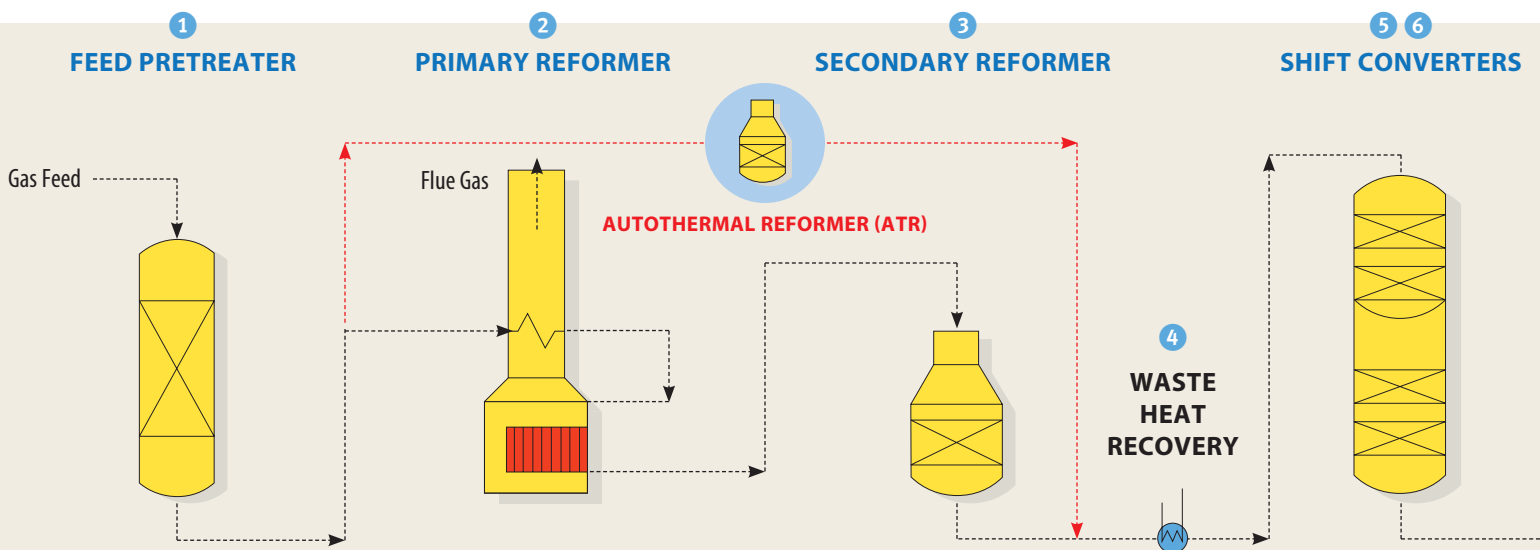 1
FEED PRETREATER
2
PRIMARY REFORMER
3
SECONDARY REFORMER
5 6
SHIFT CONVERTERS
Gas Feed
Flue Gas
AUTOTHERMAL REFORMER (ATR)
4
WASTE
HEAT
RECOVERY